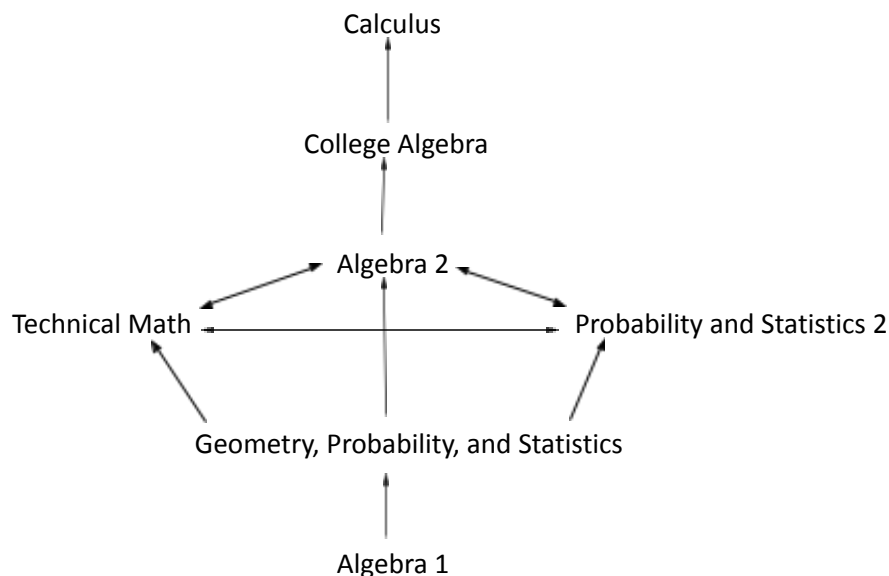 Calculus
College Algebra
Algebra 2
Technical Math
Probability and Statistics 2
Geometry, Probability, and Statistics
Algebra 1